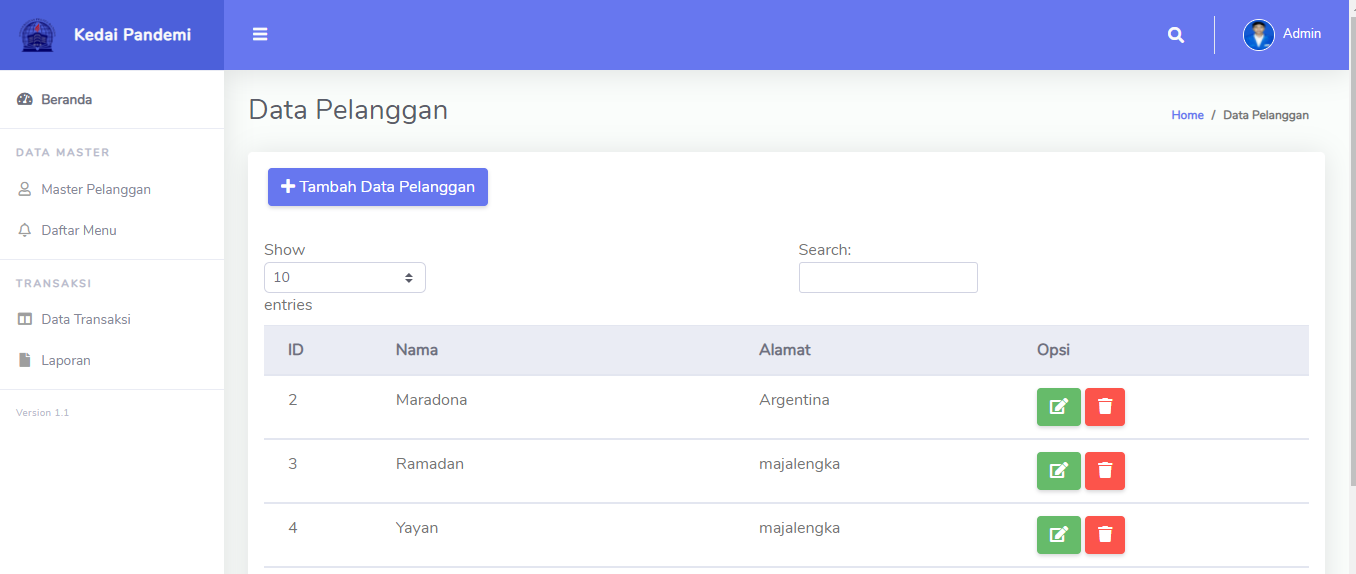 Kedai Pandemi
Admin
Beranda
DATA MASTER
Master Pelanggan
Daftar Menu
TRANSAKSI
Data Transaksi
Laporan
Version 1.1
Data Pelanggan
Home / Data Pelanggan
Tambah Data Pelanggan
Show
10
entries
Search:
ID Nama Alamat Opsi
2 Maradona Argentina
3 Ramadan majalengka
4 Yayan majalengka